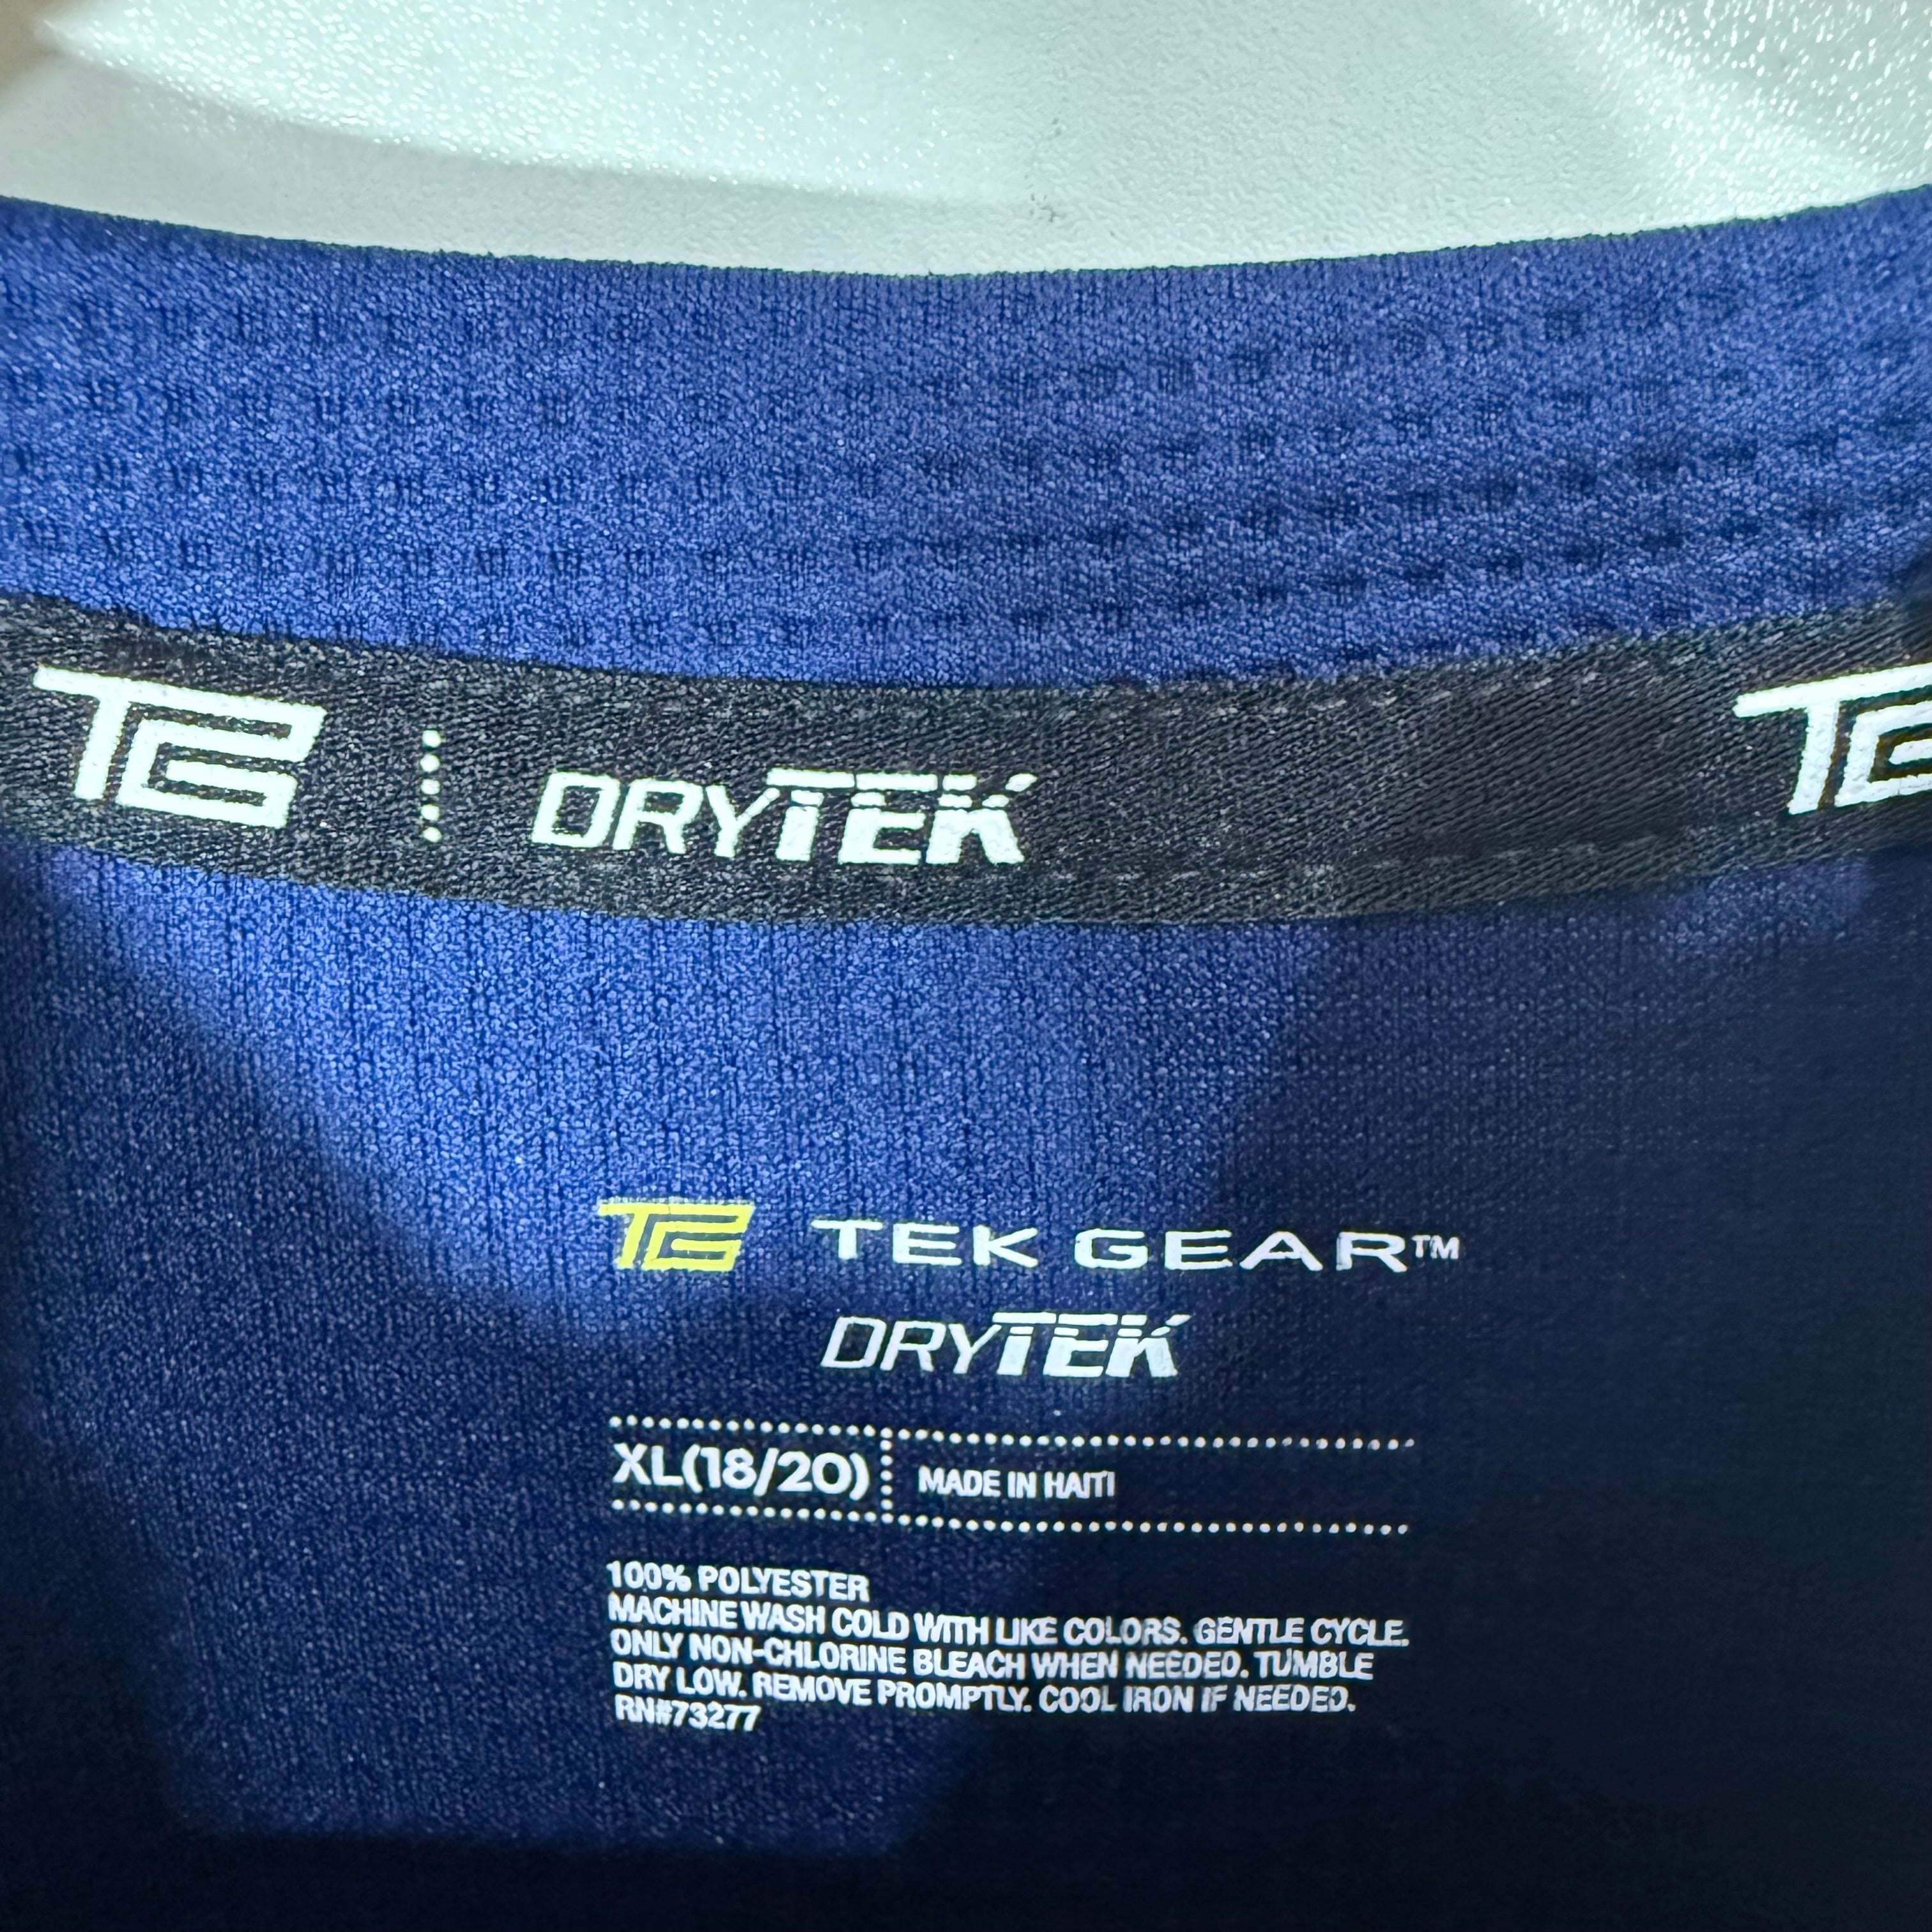 TG DRYTEK TG
TG TEK GEAR™
DRYTEK
XL(18/20) MADE IN HAITI
100% POLYESTER
MACHINE WASH COLD WITH LIKE COLORS. GENTLE CYCLE.
ONLY NON-CHLORINE BLEACH WHEN NEEDED. TUMBLE
DRY LOW. REMOVE PROMPTLY. COOL IRON IF NEEDED.
RN#73277